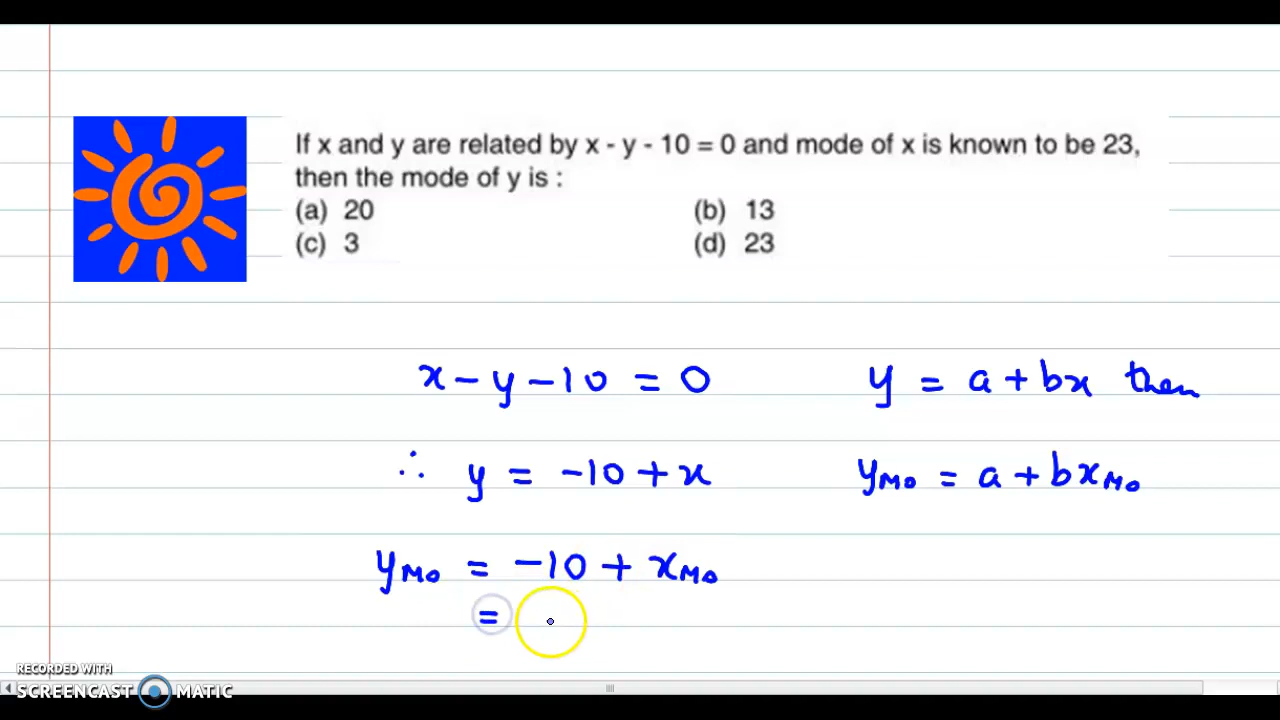 If x and y are related by x - y - 10 = 0 and mode of x is known to be 23,
then the mode of y is :
(a) 20 (b) 13
(c) 3 (d) 23
x - y - 10 = 0 y = a + bx then
∴ y = -10 + x yMo = a + bxMo
yMo = -10 + xMo
=
RECORDED WITH
SCREENCAST MATIC